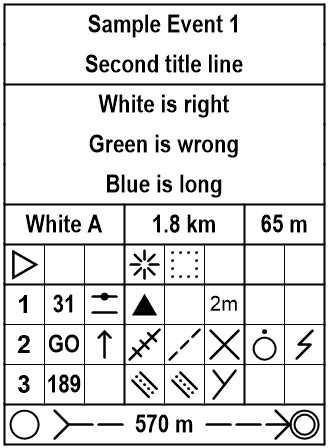 Sample Event 1
Second title line
White is right
Green is wrong
Blue is long
White A 1.8 km 65 m
1 31 2m
2 GO
3 189
570 m